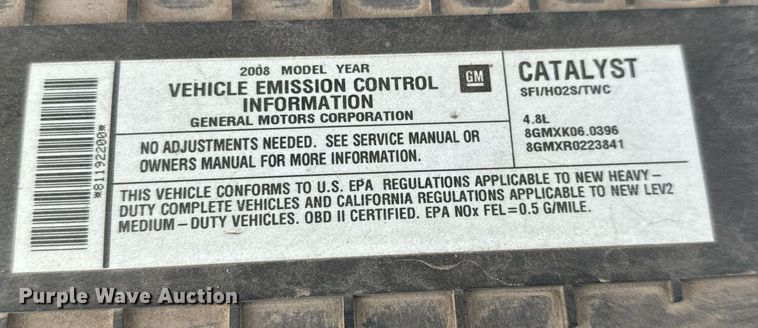 *81192200*
2008 MODEL YEAR
VEHICLE EMISSION CONTROL
INFORMATION
GENERAL MOTORS CORPORATION
GM
NO ADJUSTMENTS NEEDED. SEE SERVICE MANUAL OR
OWNERS MANUAL FOR MORE INFORMATION.
CATALYST
SFI/HO2S/TWC
4.8L
8GMXK06.0396
8GMXR0223841
THIS VEHICLE CONFORMS TO U.S. EPA REGULATIONS APPLICABLE TO NEW HEAVY–
DUTY COMPLETE VEHICLES AND CALIFORNIA REGULATIONS APPLICABLE TO NEW LEV2
MEDIUM–DUTY VEHICLES. OBD II CERTIFIED. EPA NOx FEL=0.5 G/MILE.
Purple Wave Auction